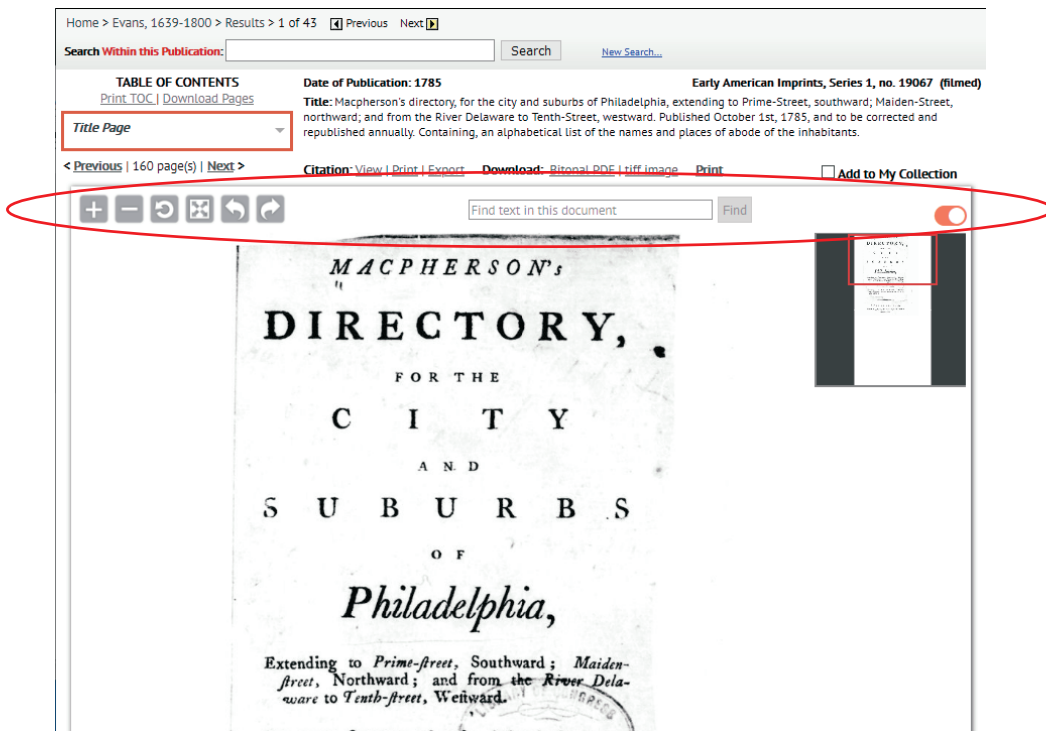 Home > Evans, 1639-1800 > Results > 1 of 43 Previous Next
Search Within this Publication: Search New Search...
TABLE OF CONTENTS
Print TOC | Download Pages
Title Page
< Previous | 160 page(s) | Next >
Date of Publication: 1785 Early American Imprints, Series 1, no. 19067 (filmed)
Title: Macpherson's directory, for the city and suburbs of Philadelphia, extending to Prime-Street, southward; Maiden-Street,
northward; and from the River Delaware to Tenth-Street, westward. Published October 1st, 1785, and to be corrected and
republished annually. Containing, an alphabetical list of the names and places of abode of the inhabitants.
Citation: View | Print | Export Download: Bitonal PDF | tiff image Print
Add to My Collection
Find text in this document Find
MACPHERSON's
DIRECTORY,
FOR THE
CITY
AND
SUBURBS
OF
Philadelphia,
Extending to Prime-ſtreet, Southward; Maiden-
ſtreet, Northward; and from the River Dela-
ware to Tenth-ſtreet, Weſtward.
LIBRARY OF CONGRESS
DIRECTORY,